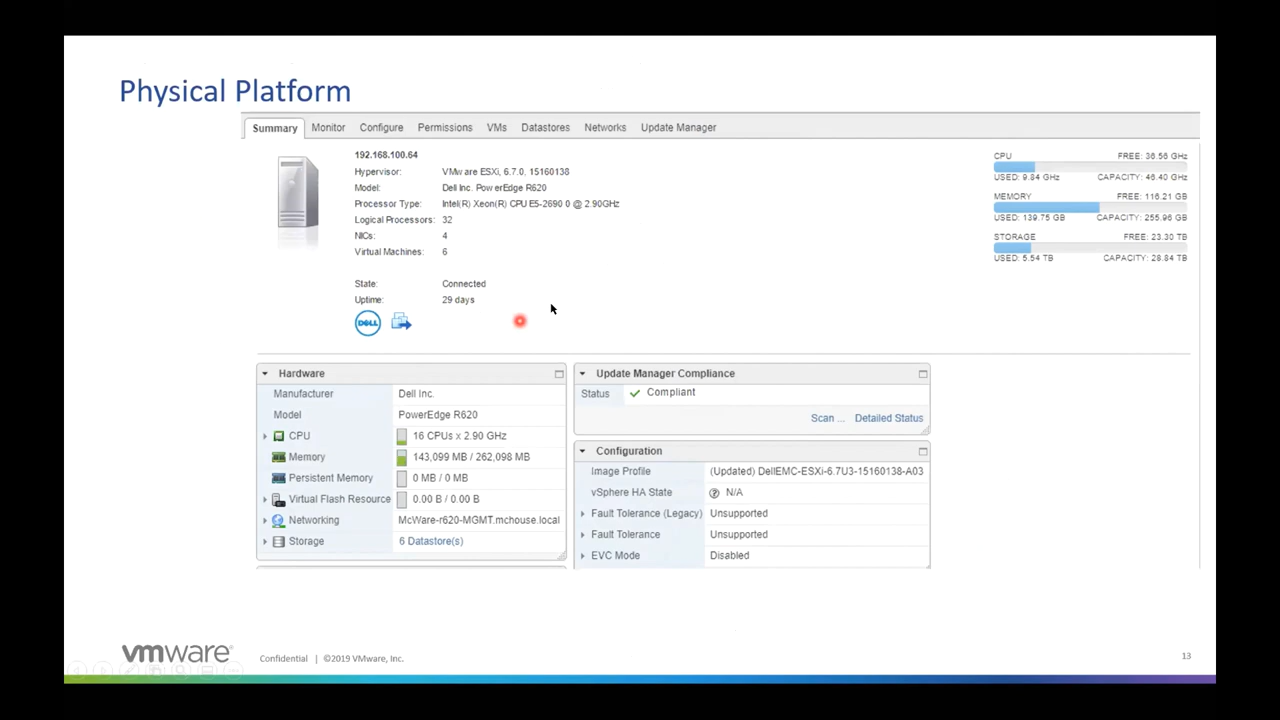 Physical Platform
Summary Monitor Configure Permissions VMs Datastores Networks Update Manager
192.168.100.64
Hypervisor: VMware ESXi, 6.7.0, 15160138
Model: Dell Inc. PowerEdge R620
Processor Type: Intel(R) Xeon(R) CPU E5-2690 0 @ 2.90GHz
Logical Processors: 32
NICs: 4
Virtual Machines: 6
State: Connected
Uptime: 29 days
DELL
CPU FREE: 36.56 GHz
USED: 9.84 GHz CAPACITY: 46.40 GHz
MEMORY FREE: 116.21 GB
USED: 139.75 GB CAPACITY: 255.96 GB
STORAGE FREE: 23.30 TB
USED: 5.54 TB CAPACITY: 28.84 TB
Hardware
Manufacturer Dell Inc.
Model PowerEdge R620
CPU 16 CPUs x 2.90 GHz
Memory 143,099 MB / 262,098 MB
Persistent Memory 0 MB / 0 MB
Virtual Flash Resource 0.00 B / 0.00 B
Networking McWare-r620-MGMT.mchouse.local
Storage 6 Datastore(s)
Update Manager Compliance
Status Compliant
Scan ... Detailed Status
Configuration
Image Profile (Updated) DellEMC-ESXi-6.7U3-15160138-A03
vSphere HA State N/A
Fault Tolerance (Legacy) Unsupported
Fault Tolerance Unsupported
EVC Mode Disabled
vmware® Confidential | ©2019 VMware, Inc. 13